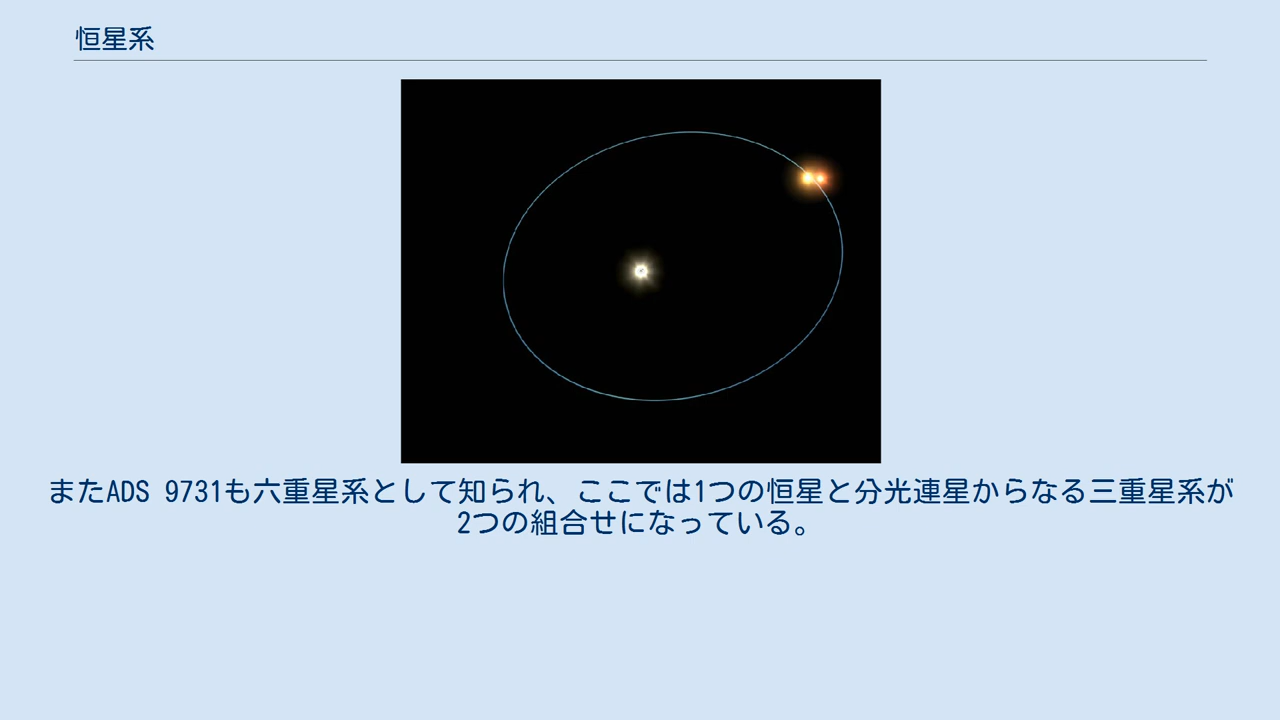 恒星系
またADS 9731も六重星系として知られ、ここでは1つの恒星と分光連星からなる三重星系が
2つの組合せになっている。